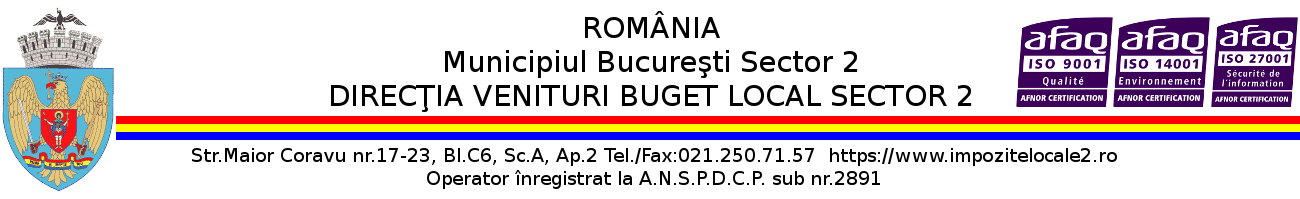 ROMÂNIA
Municipiul Bucureşti Sector 2
DIRECŢIA VENITURI BUGET LOCAL SECTOR 2
afaq
ISO 9001
Qualité
AFNOR CERTIFICATION
afaq
ISO 14001
Environnement
AFNOR CERTIFICATION
afaq
ISO 27001
Sécurité de
l'information
AFNOR CERTIFICATION
Str.Maior Coravu nr.17-23, Bl.C6, Sc.A, Ap.2 Tel./Fax:021.250.71.57 https://www.impozitelocale2.ro
Operator înregistrat la A.N.S.P.D.C.P. sub nr.2891